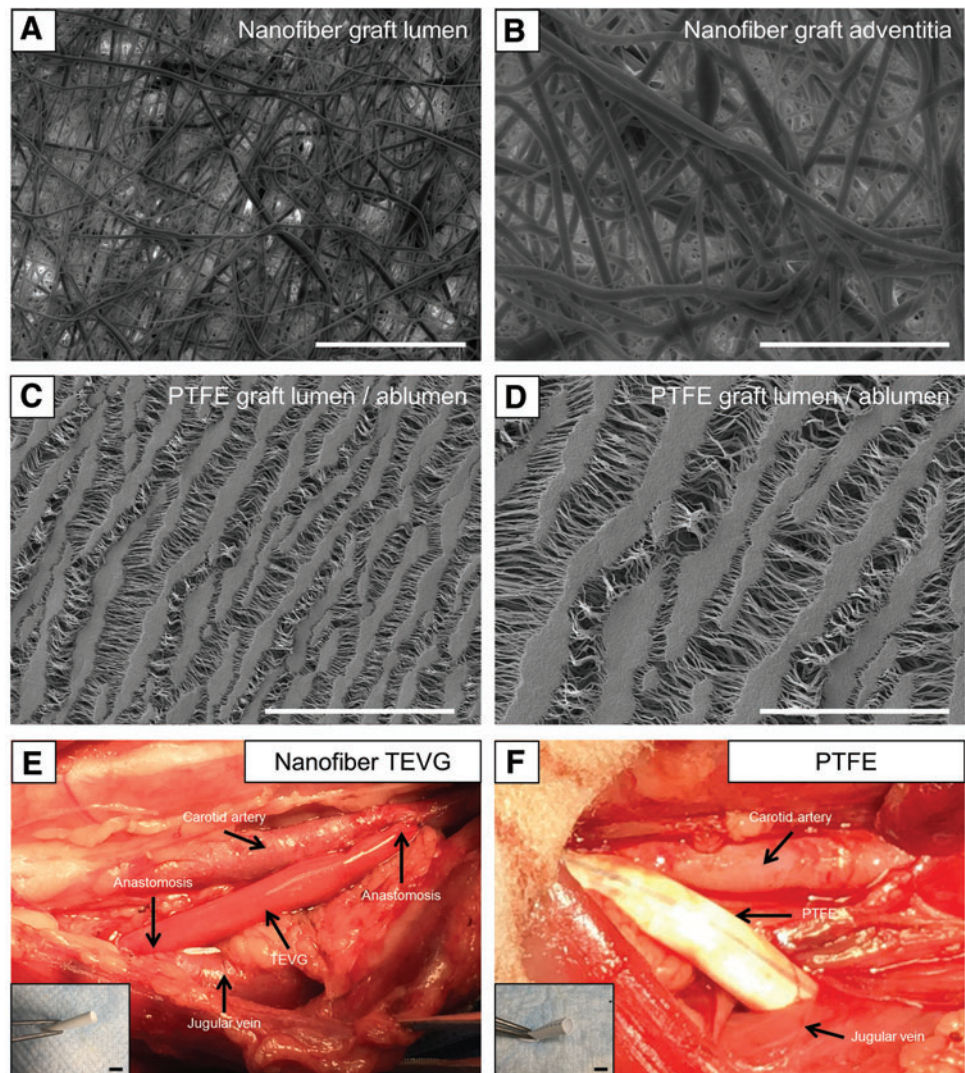 A
Nanofiber graft lumen
B
Nanofiber graft adventitia
C
PTFE graft lumen / ablumen
D
PTFE graft lumen / ablumen
E
Nanofiber TEVG
Carotid artery
Anastomosis
Anastomosis
TEVG
Jugular vein
F
PTFE
Carotid artery
PTFE
Jugular vein